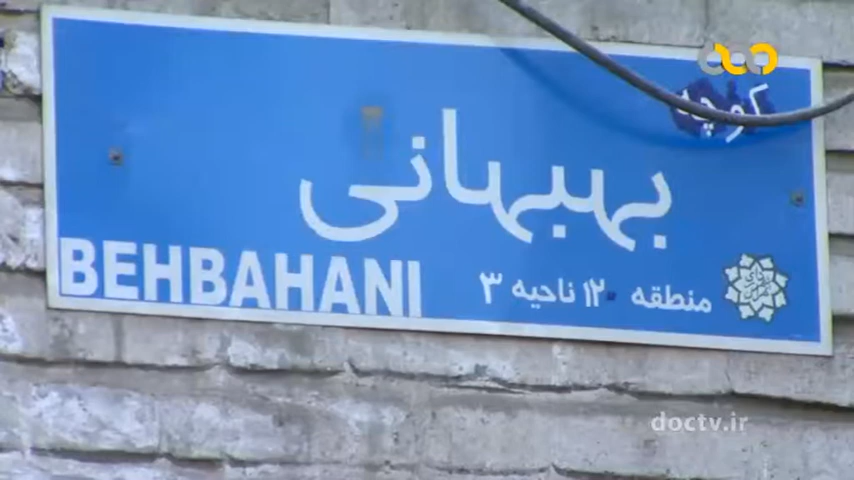 کوچه
بهبهانی
BEHBAHANI
منطقه ۱۲ ناحیه ۳
doctv.ir